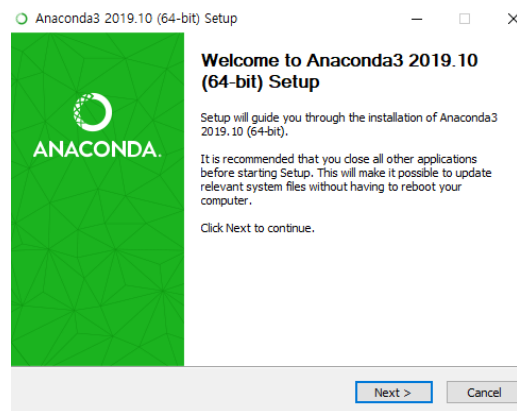 Anaconda3 2019.10 (64-bit) Setup
Welcome to Anaconda3 2019.10
(64-bit) Setup
Setup will guide you through the installation of Anaconda3
2019.10 (64-bit).
It is recommended that you close all other applications
before starting Setup. This will make it possible to update
relevant system files without having to reboot your
computer.
Click Next to continue.
ANACONDA.
Next >
Cancel